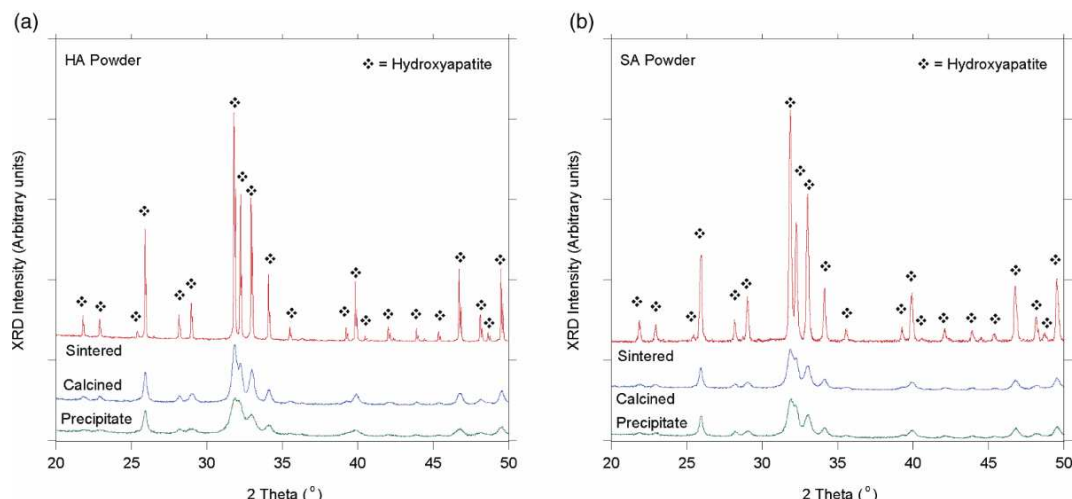 (a)
HA Powder
❖ = Hydroxyapatite
XRD Intensity (Arbitrary units)
Sintered
Calcined
Precipitate
20 25 30 35 40 45 50
2 Theta (°)
(b)
SA Powder
❖ = Hydroxyapatite
XRD Intensity (Arbitrary units)
Sintered
Calcined
Precipitate
20 25 30 35 40 45 50
2 Theta (°)